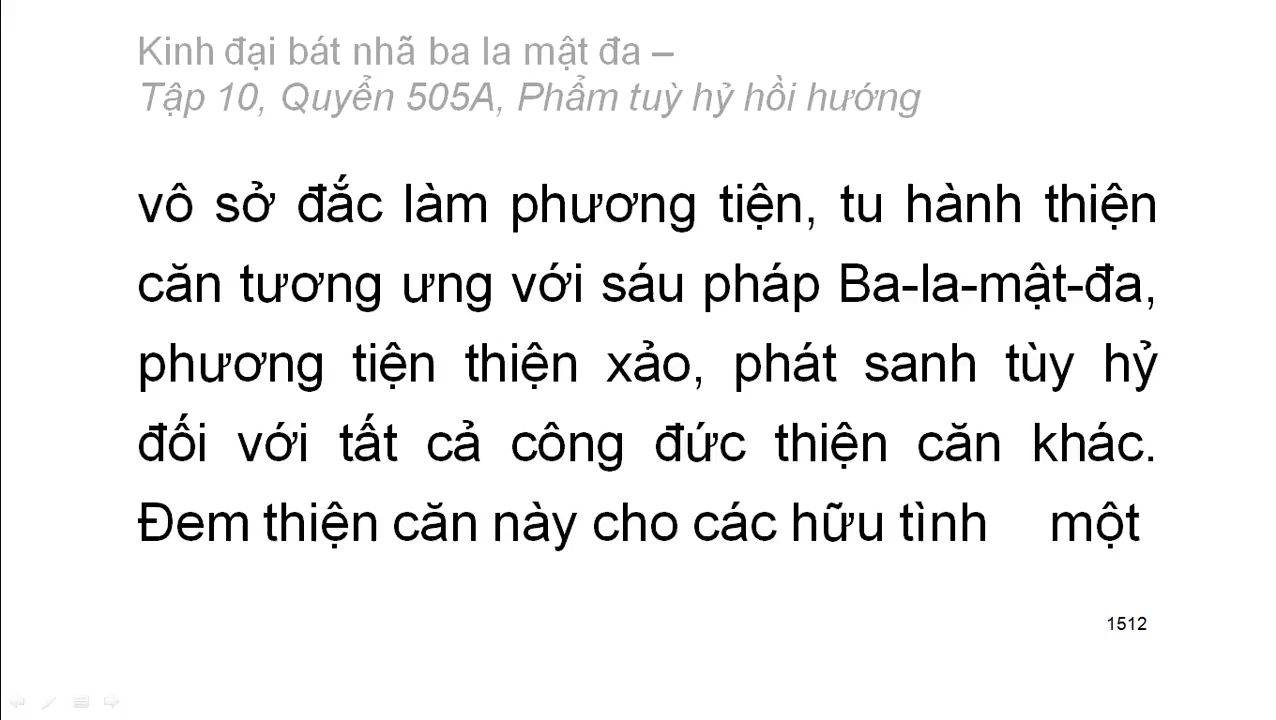 Kinh đại bát nhã ba la mật đa –
Tập 10, Quyển 505A, Phẩm tuỳ hỷ hồi hướng
vô sở đắc làm phương tiện, tu hành thiện
căn tương ưng với sáu pháp Ba-la-mật-đa,
phương tiện thiện xảo, phát sanh tùy hỷ
đối với tất cả công đức thiện căn khác.
Đem thiện căn này cho các hữu tình một
1512